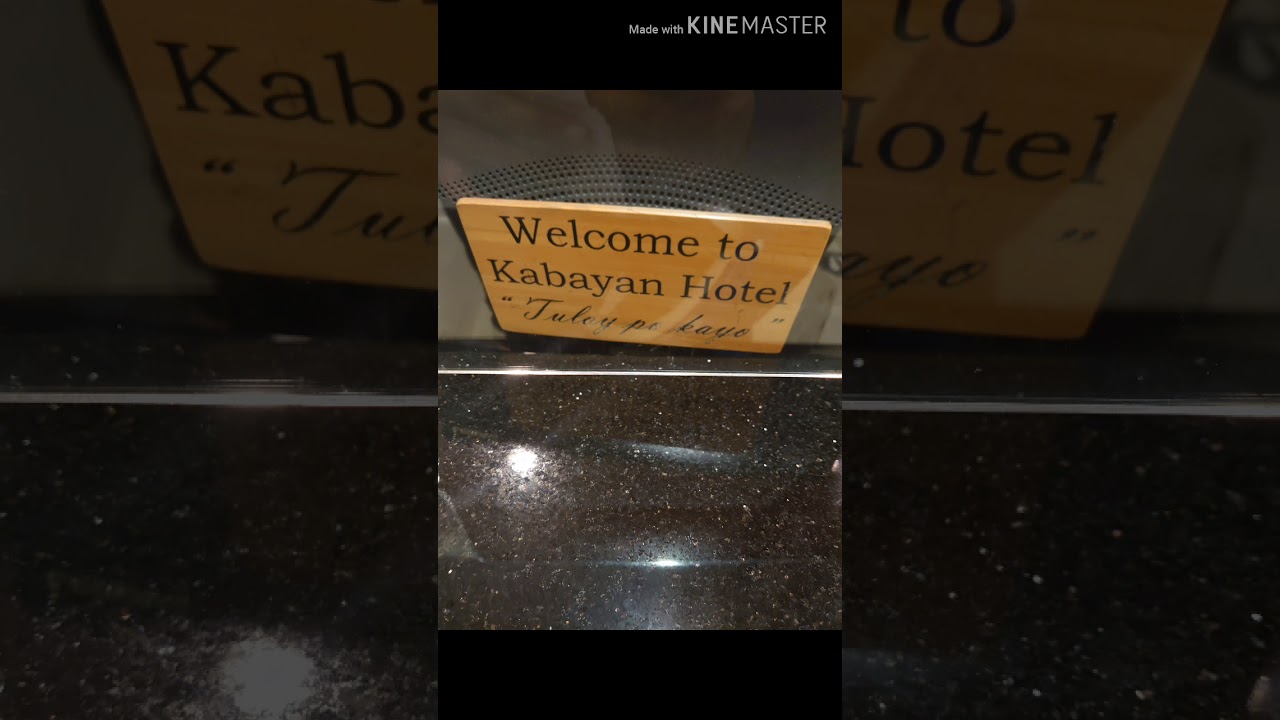 Made with KINEMASTER
Welcome to
Kabayan Hotel
“ Tuloy po kayo ”